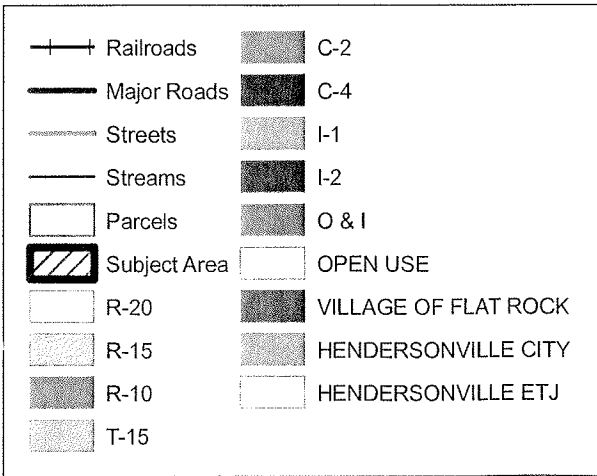 Railroads
Major Roads
Streets
Streams
Parcels
Subject Area
R-20
R-15
R-10
T-15
C-2
C-4
I-1
I-2
O & I
OPEN USE
VILLAGE OF FLAT ROCK
HENDERSONVILLE CITY
HENDERSONVILLE ETJ